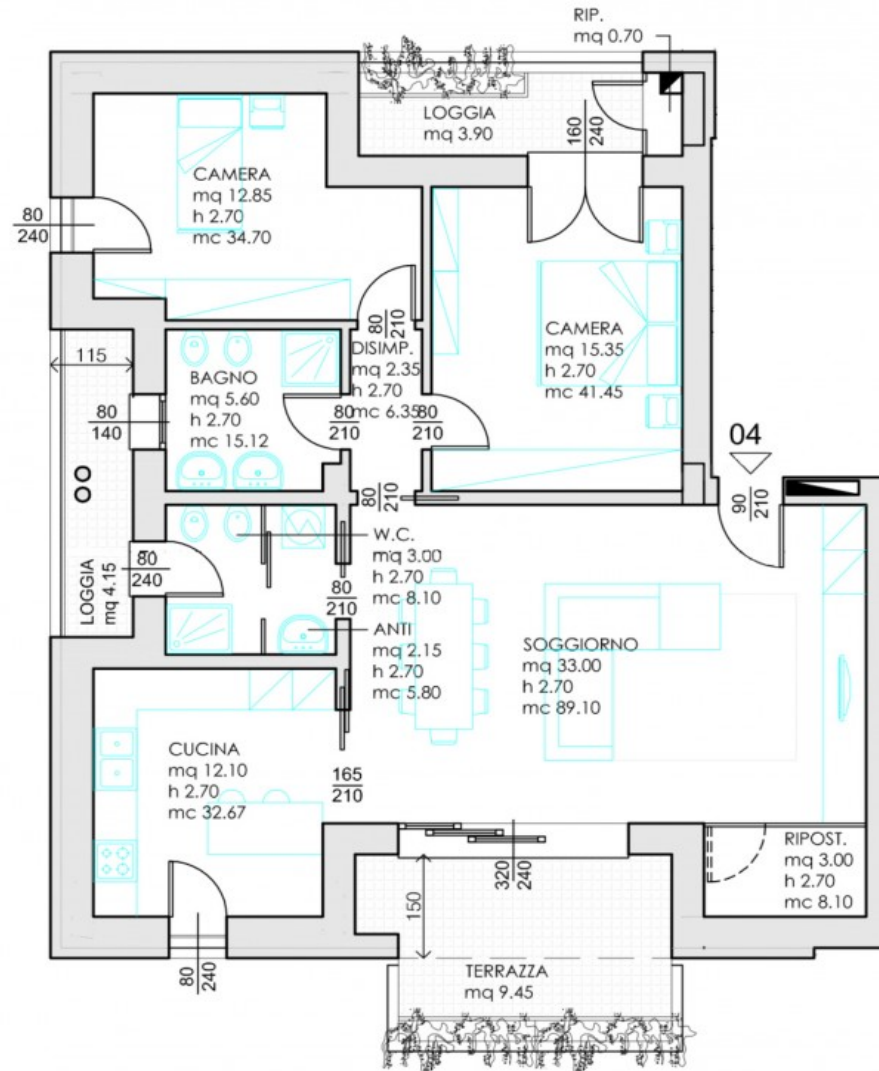 RIP.
mq 0.70
LOGGIA
mq 3.90
160
240
CAMERA
mq 12.85
h 2.70
mc 34.70
80
240
80
210
CAMERA
mq 15.35
h 2.70
mc 41.45
115
BAGNO
mq 5.60
h 2.70
mc 15.12
DISIMP.
mq 2.35
h 2.70
mc 6.35
80
140
80
210
80
210
04
90
210
80
210
LOGGIA
mq 4.15
80
240
W.C.
mq 3.00
h 2.70
mc 8.10
80
210
ANTI
mq 2.15
h 2.70
mc 5.80
SOGGIORNO
mq 33.00
h 2.70
mc 89.10
CUCINA
mq 12.10
h 2.70
mc 32.67
165
210
RIPOST.
mq 3.00
h 2.70
mc 8.10
320
240
150
80
240
TERRAZZA
mq 9.45